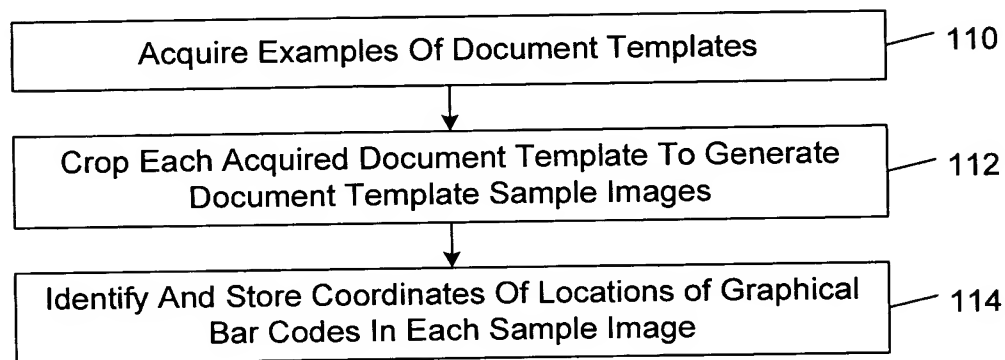 Acquire Examples Of Document Templates
110
Crop Each Acquired Document Template To Generate
Document Template Sample Images
112
Identify And Store Coordinates Of Locations of Graphical
Bar Codes In Each Sample Image
114